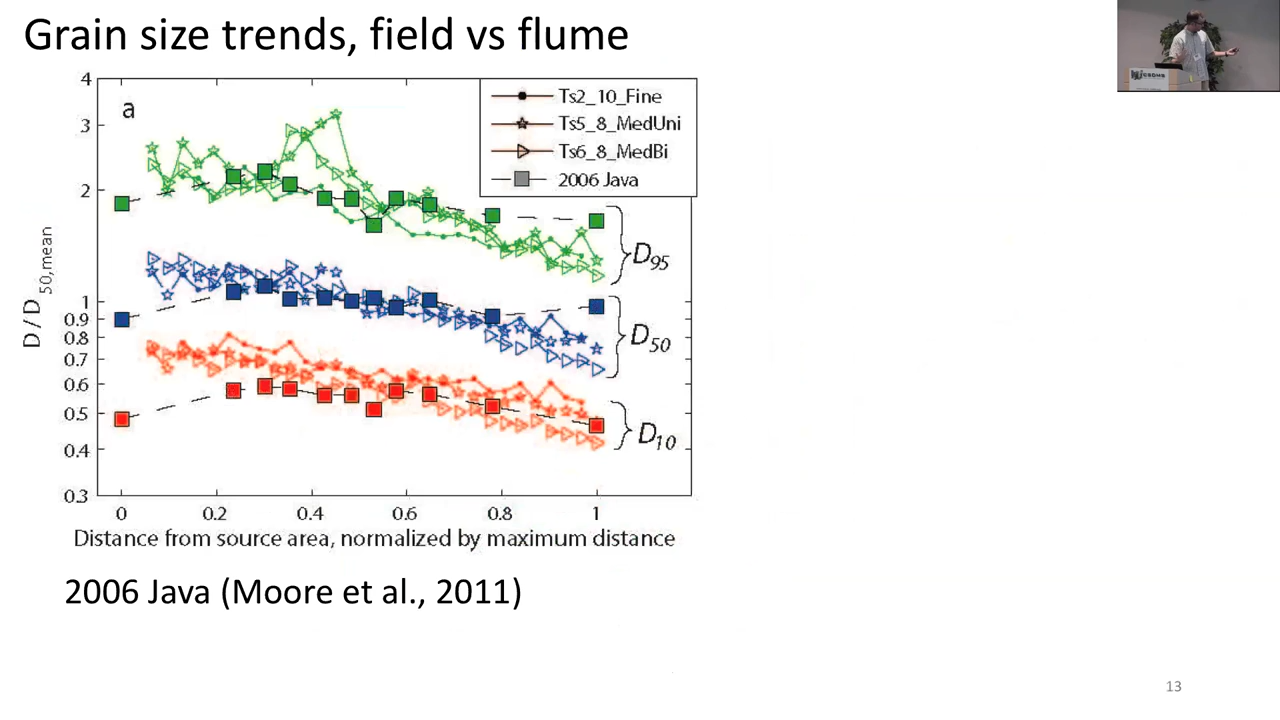 Grain size trends, field vs flume
a
Ts2_10_Fine
Ts5_8_MedUni
Ts6_8_MedBi
2006 Java
4
3
2
1
0.9
0.8
0.7
0.6
0.5
0.4
0.3
D / D 50,mean
D95
D50
D10
0 0.2 0.4 0.6 0.8 1
Distance from source area, normalized by maximum distance
2006 Java (Moore et al., 2011)
CSDMS
13